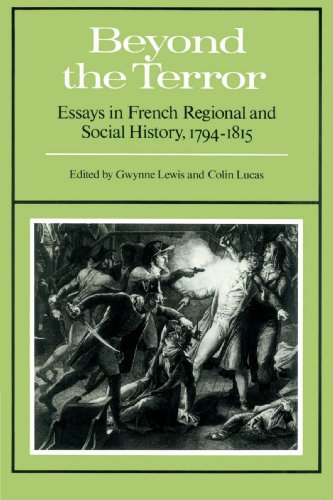 Beyond
the Terror
Essays in French Regional and
Social History, 1794-1815
Edited by Gwynne Lewis and Colin Lucas